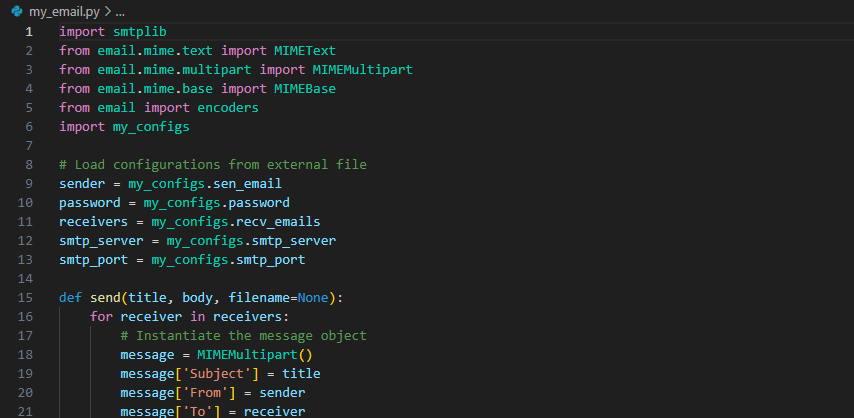 my_email.py > ...
1 import smtplib
2 from email.mime.text import MIMEText
3 from email.mime.multipart import MIMEMultipart
4 from email.mime.base import MIMEBase
5 from email import encoders
6 import my_configs
7
8 # Load configurations from external file
9 sender = my_configs.sen_email
10 password = my_configs.password
11 receivers = my_configs.recv_emails
12 smtp_server = my_configs.smtp_server
13 smtp_port = my_configs.smtp_port
14
15 def send(title, body, filename=None):
16     for receiver in receivers:
17         # Instantiate the message object
18         message = MIMEMultipart()
19         message['Subject'] = title
20         message['From'] = sender
21         message['To'] = receiver